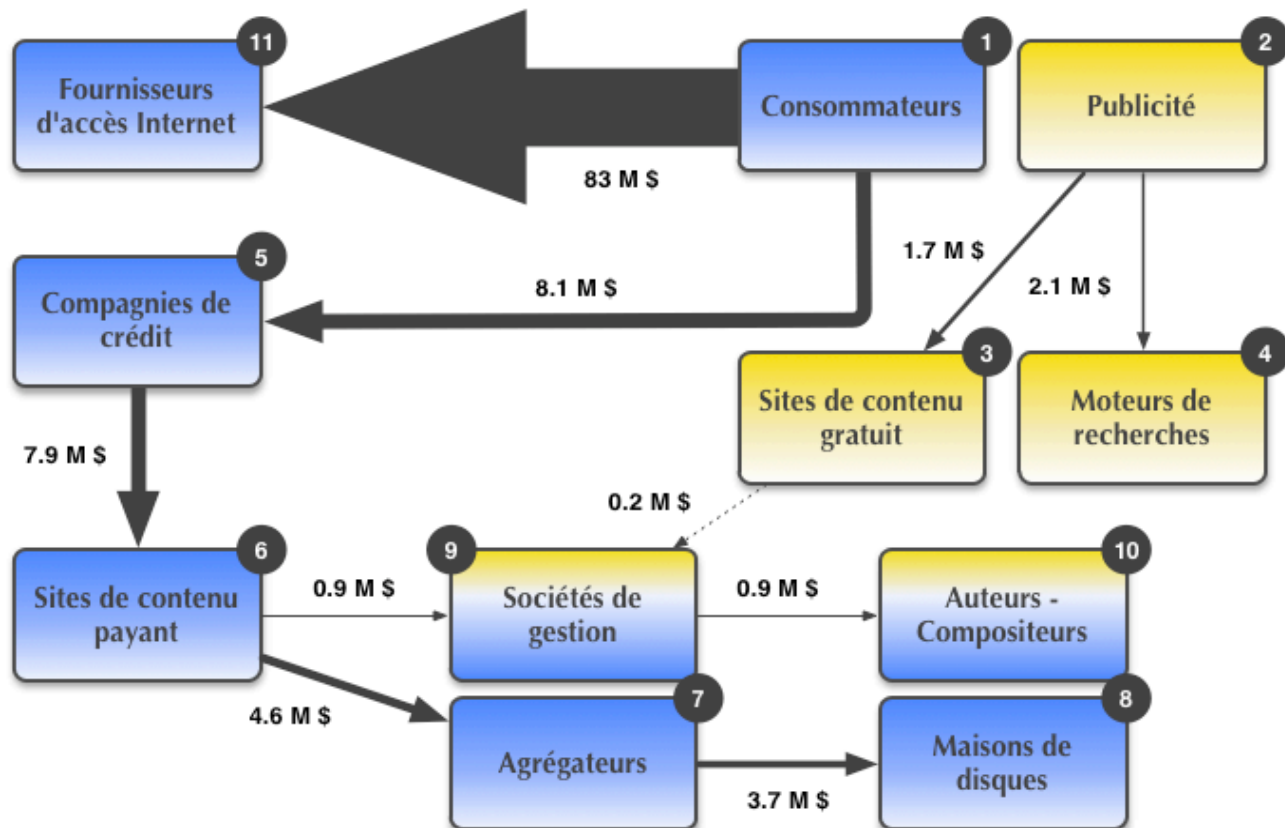 11
Fournisseurs
d'accès Internet
1
Consommateurs
2
Publicité
83 M $
1.7 M $
2.1 M $
8.1 M $
5
Compagnies de
crédit
3
Sites de contenu
gratuit
4
Moteurs de
recherches
7.9 M $
0.2 M $
6
Sites de contenu
payant
0.9 M $
9
Sociétés de
gestion
0.9 M $
10
Auteurs -
Compositeurs
4.6 M $
7
Agrégateurs
3.7 M $
8
Maisons de
disques